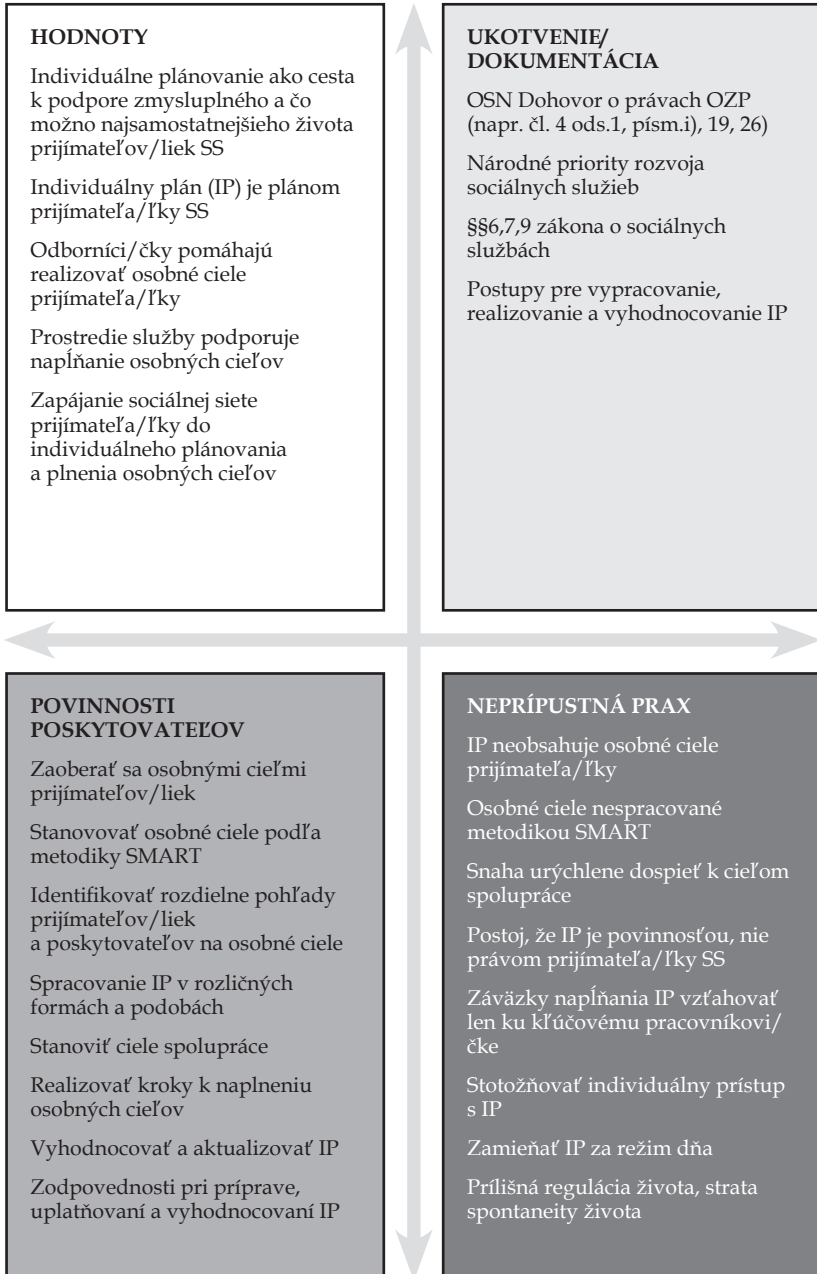 HODNOTY
Individuálne plánovanie ako cesta
k podpore zmysluplného a čo
možno najsamostatnejšieho života
prijímateľov/liek SS
Individuálny plán (IP) je plánom
prijímateľa/ľky SS
Odborníci/čky pomáhajú
realizovať osobné ciele
prijímateľa/ľky
Prostredie služby podporuje
napĺňanie osobných cieľov
Zapájanie sociálnej siete
prijímateľa/ľky do
individuálneho plánovania
a plnenia osobných cieľov
UKOTVENIE/
DOKUMENTÁCIA
OSN Dohovor o právach OZP
(napr. čl. 4 ods.1, písm.i), 19, 26)
Národné priority rozvoja
sociálnych služieb
§§6,7,9 zákona o sociálnych
službách
Postupy pre vypracovanie,
realizovanie a vyhodnocovanie IP
POVINNOSTI
POSKYTOVATEĽOV
Zaoberať sa osobnými cieľmi
prijímateľov/liek
Stanovovať osobné ciele podľa
metodiky SMART
Identifikovať rozdielne pohľady
prijímateľov/liek
a poskytovateľov na osobné ciele
Spracovanie IP v rozličných
formách a podobách
Stanoviť ciele spolupráce
Realizovať kroky k naplneniu
osobných cieľov
Vyhodnocovať a aktualizovať IP
Zodpovednosti pri príprave,
uplatňovaní a vyhodnocovaní IP
NEPRÍPUSTNÁ PRAX
IP neobsahuje osobné ciele
prijímateľa/ľky
Osobné ciele nespracované
metodikou SMART
Snaha urýchlene dospieť k cieľom
spolupráce
Postoj, že IP je povinnosťou, nie
právom prijímateľa/ľky SS
Záväzky napĺňania IP vzťahovať
len ku kľúčovému pracovníkovi/
čke
Stotožňovať individuálny prístup
s IP
Zamieňať IP za režim dňa
Prílišná regulácia života, strata
spontaneity života